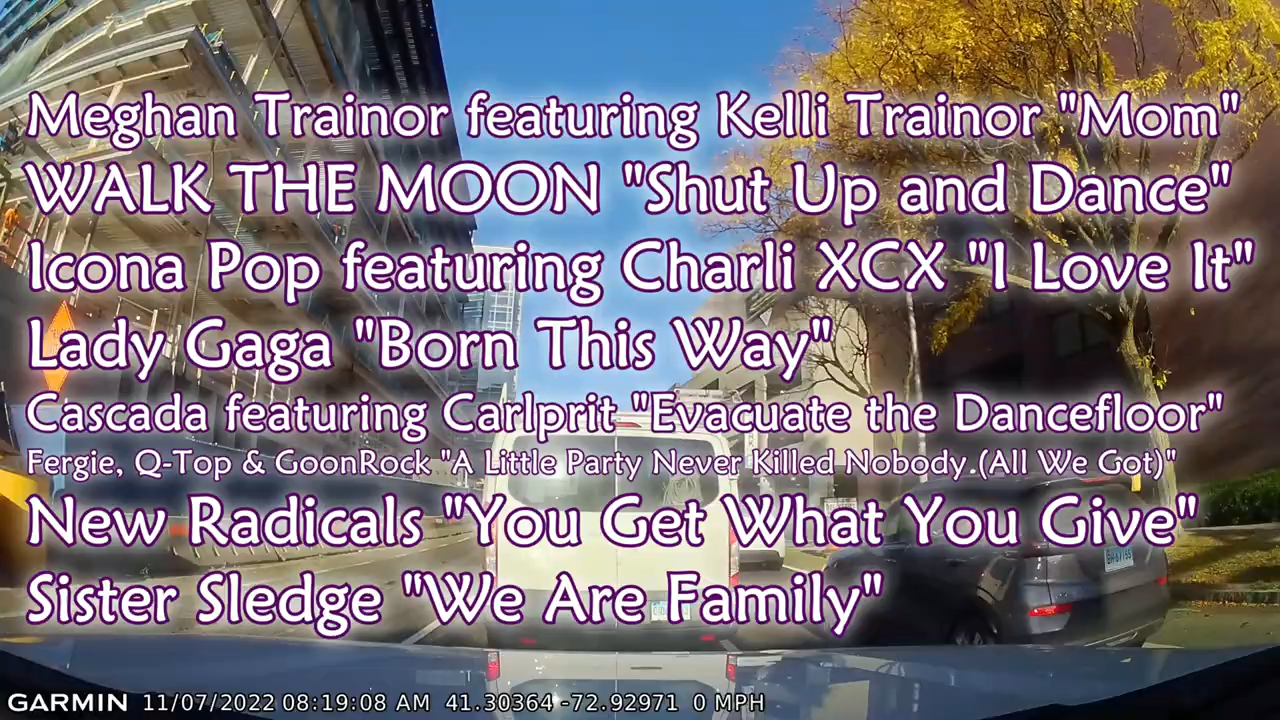 Meghan Trainor featuring Kelli Trainor "Mom"
WALK THE MOON "Shut Up and Dance"
Icona Pop featuring Charli XCX "I Love It"
Lady Gaga "Born This Way"
Cascada featuring Carlprit "Evacuate the Dancefloor"
Fergie, Q-Top & GoonRock "A Little Party Never Killed Nobody (All We Got)"
New Radicals "You Get What You Give"
Sister Sledge "We Are Family"
GARMIN 11/07/2022 08:19:08 AM 41.30364 -72.92971 0 MPH